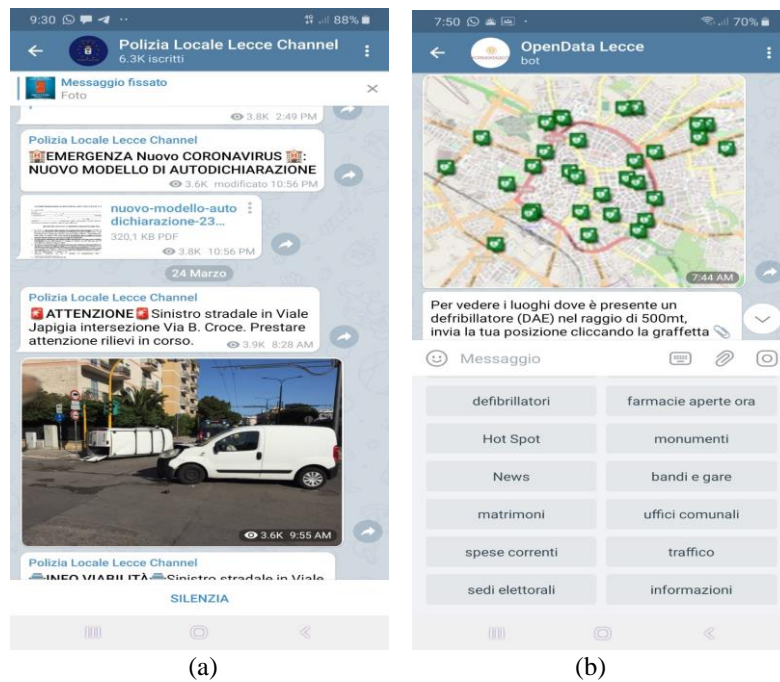 9:30
88%
Polizia Locale Lecce Channel
6.3K iscritti
Messaggio fissato
Foto
3.8K 2:49 PM
Polizia Locale Lecce Channel
EMERGENZA Nuovo CORONAVIRUS :
NUOVO MODELLO DI AUTODICHIARAZIONE
3.6K modificato 10:56 PM
nuovo-modello-auto
dichiarazione-23...
320,1 KB PDF
3.8K 10:56 PM
24 Marzo
Polizia Locale Lecce Channel
ATTENZIONE Sinistro stradale in Viale
Japigia intersezione Via B. Croce. Prestare
attenzione rilievi in corso.
3.9K 8:28 AM
3.6K 9:55 AM
Polizia Locale Lecce Channel
INFO VIABILITÀ Sinistro stradale in Viale
SILENZIA
(a)
7:50
70%
OpenData Lecce
bot
7:44 AM
Per vedere i luoghi dove è presente un
defribillatore (DAE) nel raggio di 500mt,
invia la tua posizione cliccando la graffetta
Messaggio
defibrillatori
farmacie aperte ora
Hot Spot
monumenti
News
bandi e gare
matrimoni
uffici comunali
spese correnti
traffico
sedi elettorali
informazioni
(b)